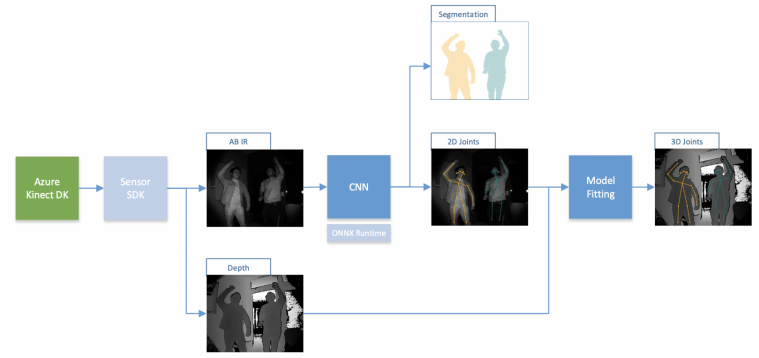 Segmentation
AB IR
2D Joints
3D Joints
Azure
Kinect DK
Sensor
SDK
CNN
Model
Fitting
ONNX Runtime
Depth